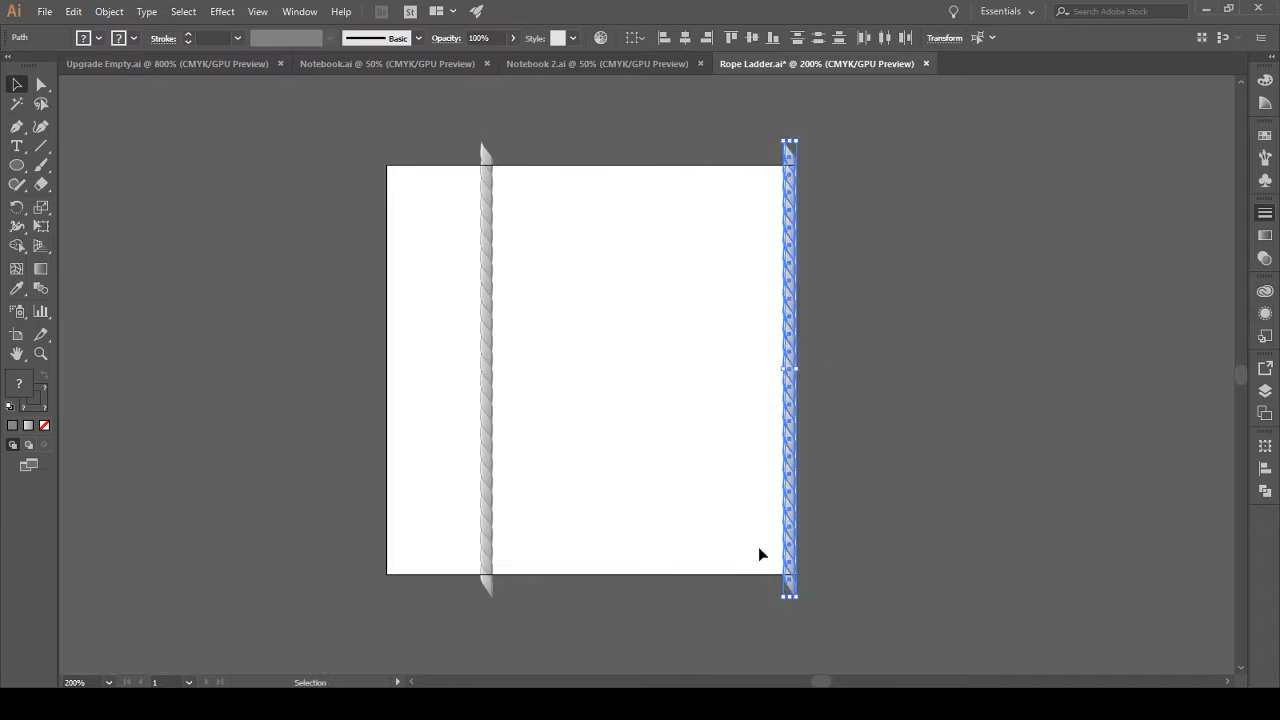 Ai File Edit Object Type Select Effect View Window Help Br St Essentials Search Adobe Stock
Path ? ? Stroke: Basic Opacity: 100% Style: Transform
Upgrade Empty.ai @ 800% (CMYK/GPU Preview) Notebook.ai @ 50% (CMYK/GPU Preview) Notebook 2.ai @ 50% (CMYK/GPU Preview) Rope Ladder.ai* @ 200% (CMYK/GPU Preview)
T
?
?
? ?
200% 1 Selection